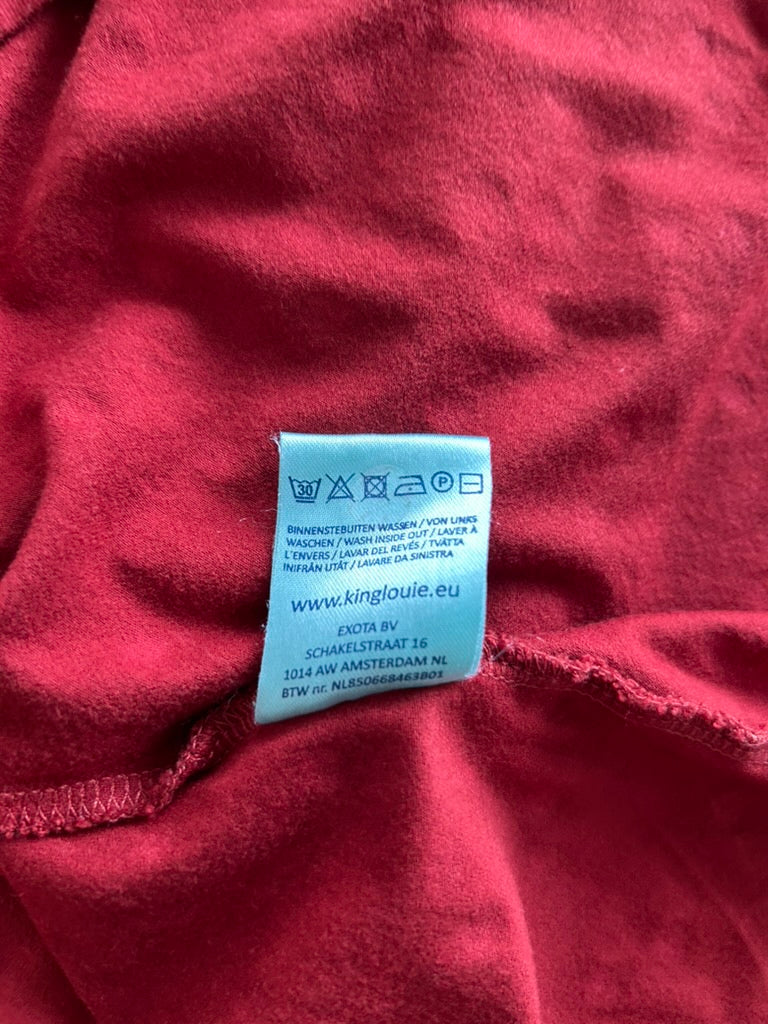 30 P
BINNENSTEBUITEN WASSEN / VON LINKS
WASCHEN / WASH INSIDE OUT / LAVER À
L'ENVERS / LAVAR DEL REVÉS / TVÄTTA
INIFRÅN UTÅT / LAVARE DA SINISTRA
www.kinglouie.eu
EXOTA BV
SCHAKELSTRAAT 16
1014 AW AMSTERDAM NL
BTW nr. NL850668463B01